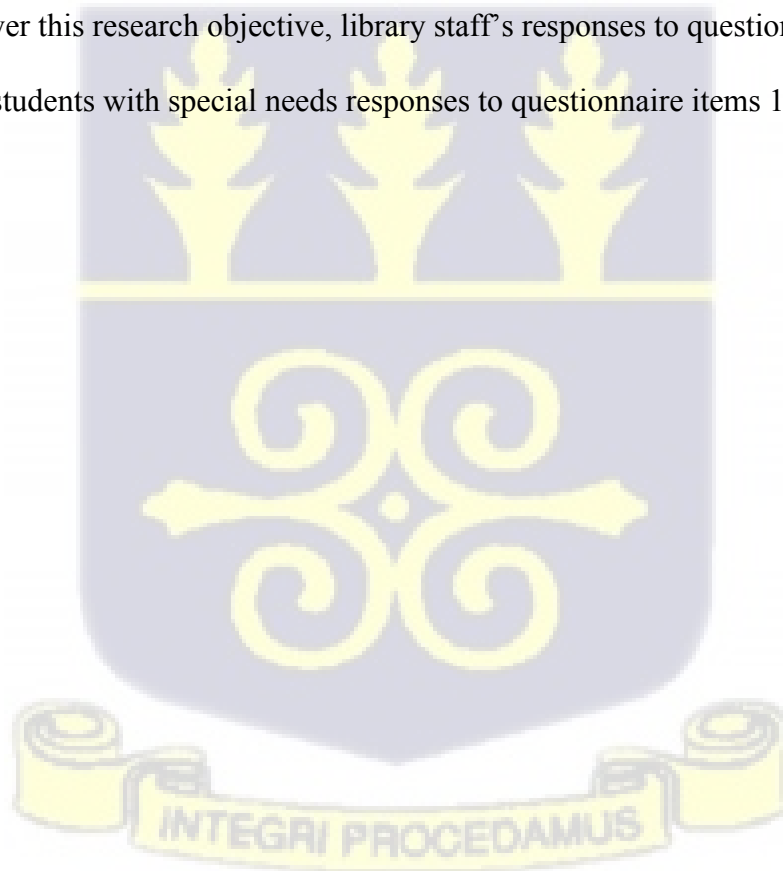 ver this research objective, library staff’s responses to question
students with special needs responses to questionnaire items 1
INTEGRI PROCEDAMUS